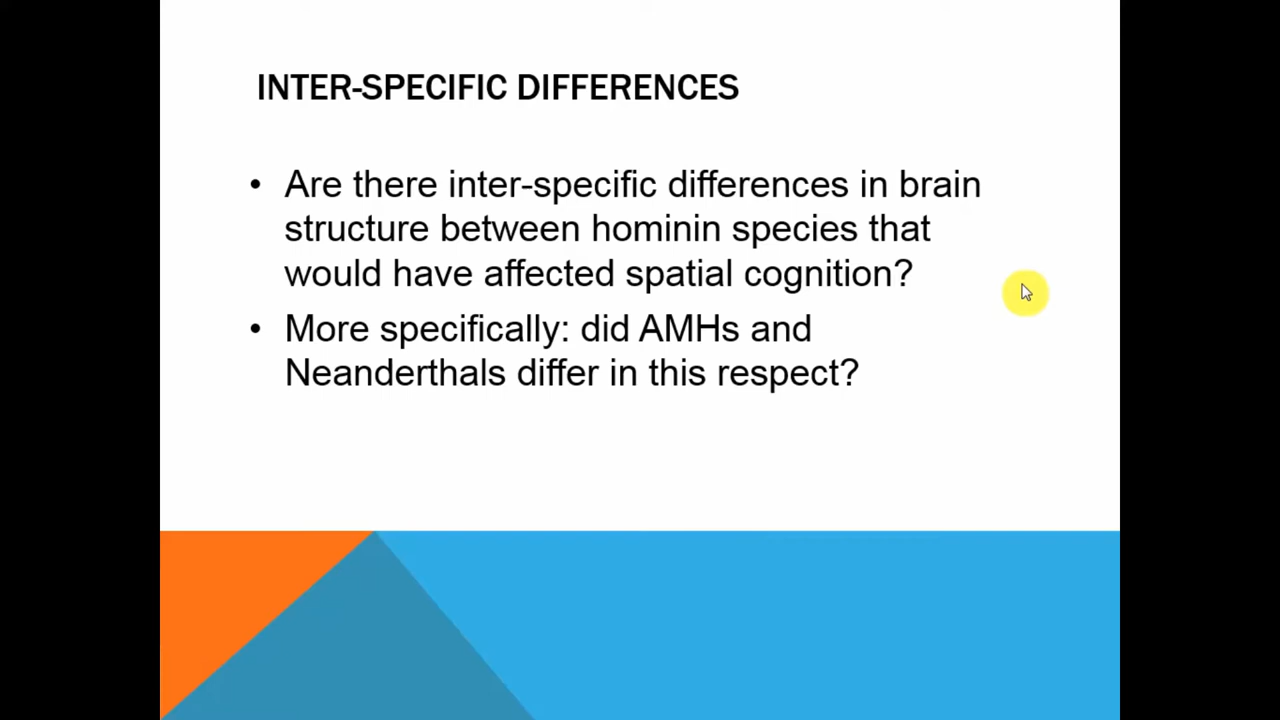 INTER-SPECIFIC DIFFERENCES
• Are there inter-specific differences in brain
structure between hominin species that
would have affected spatial cognition?
• More specifically: did AMHs and
Neanderthals differ in this respect?